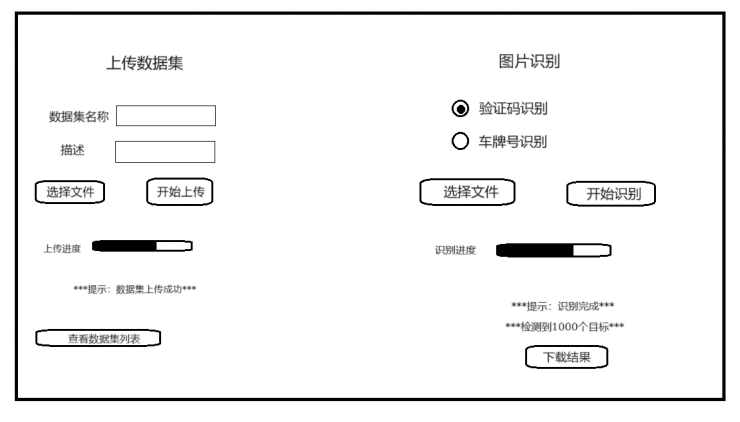 上传数据集
数据集名称
描述
选择文件 开始上传
上传进度
***提示：数据集上传成功***
查看数据集列表
图片识别
验证码识别
车牌号识别
选择文件 开始识别
识别进度
***提示：识别完成***
***检测到1000个目标***
下载结果